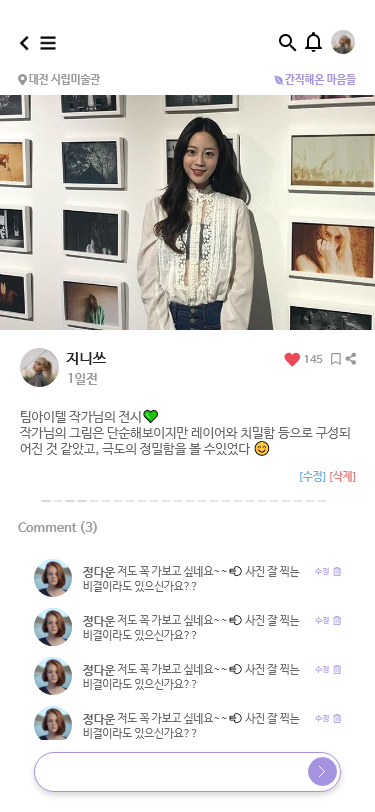 대전 시립미술관
간직해온 마음들
지니쓰
145
1일전
팀아이텔 작가님의 전시💚
작가님의 그림은 단순해보이지만 레이어와 치밀함 등으로 구성되
어진 것 같았고, 극도의 정밀함을 볼 수있었다 😊
[수정] [삭제]
Comment (3)
정다운 저도 꼭 가보고 싶네요~~💨 사진 잘 찍는
수정
비결이라도 있으신가요??
정다운 저도 꼭 가보고 싶네요~~💨 사진 잘 찍는
수정
비결이라도 있으신가요??
정다운 저도 꼭 가보고 싶네요~~💨 사진 잘 찍는
수정
비결이라도 있으신가요??
정다운 저도 꼭 가보고 싶네요~~💨 사진 잘 찍는
수정
비결이라도 있으신가요??